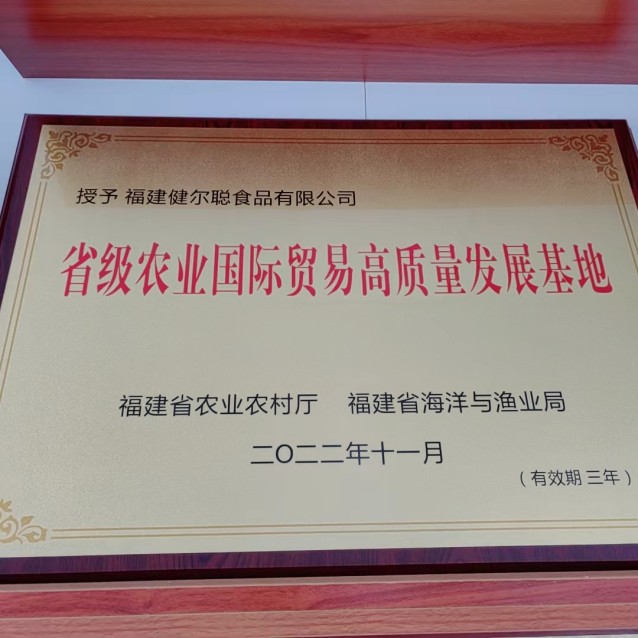 授予 福建健尔聪食品有限公司
省级农业国际贸易高质量发展基地
福建省农业农村厅 福建省海洋与渔业局
二〇二二年十一月
（有效期 三年）